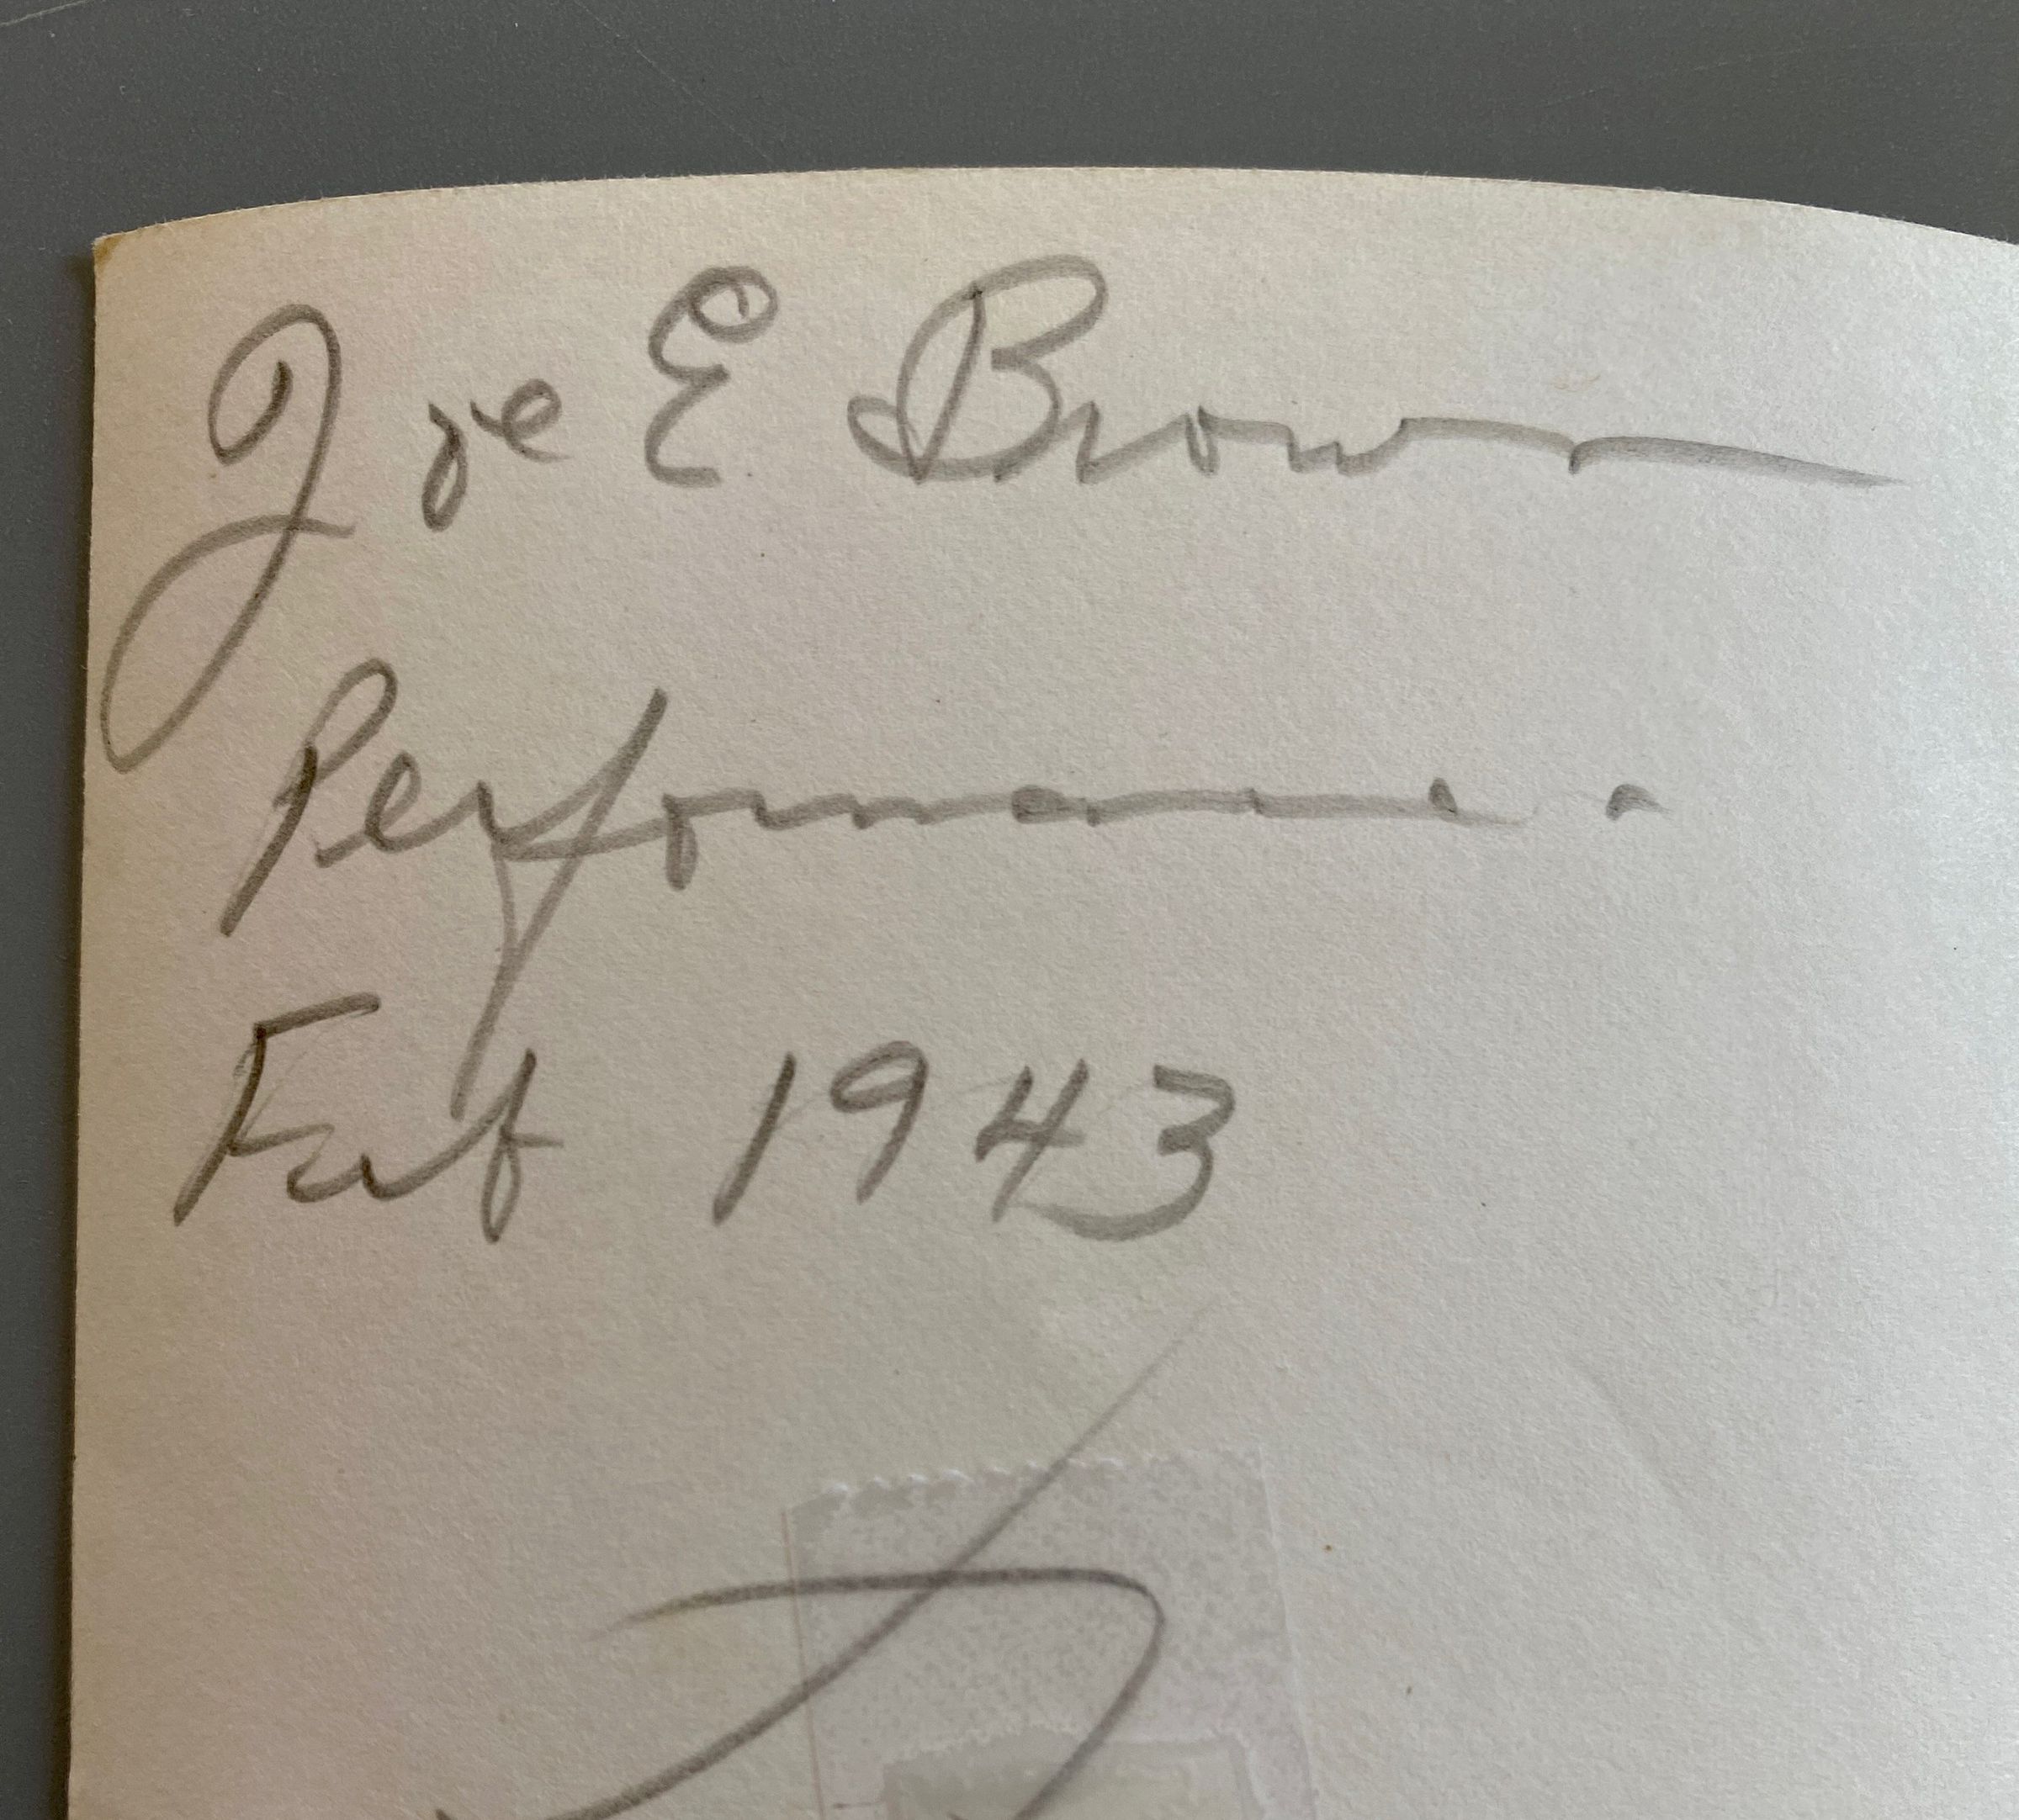 Joe E Brown
Performance.
Feb 1943